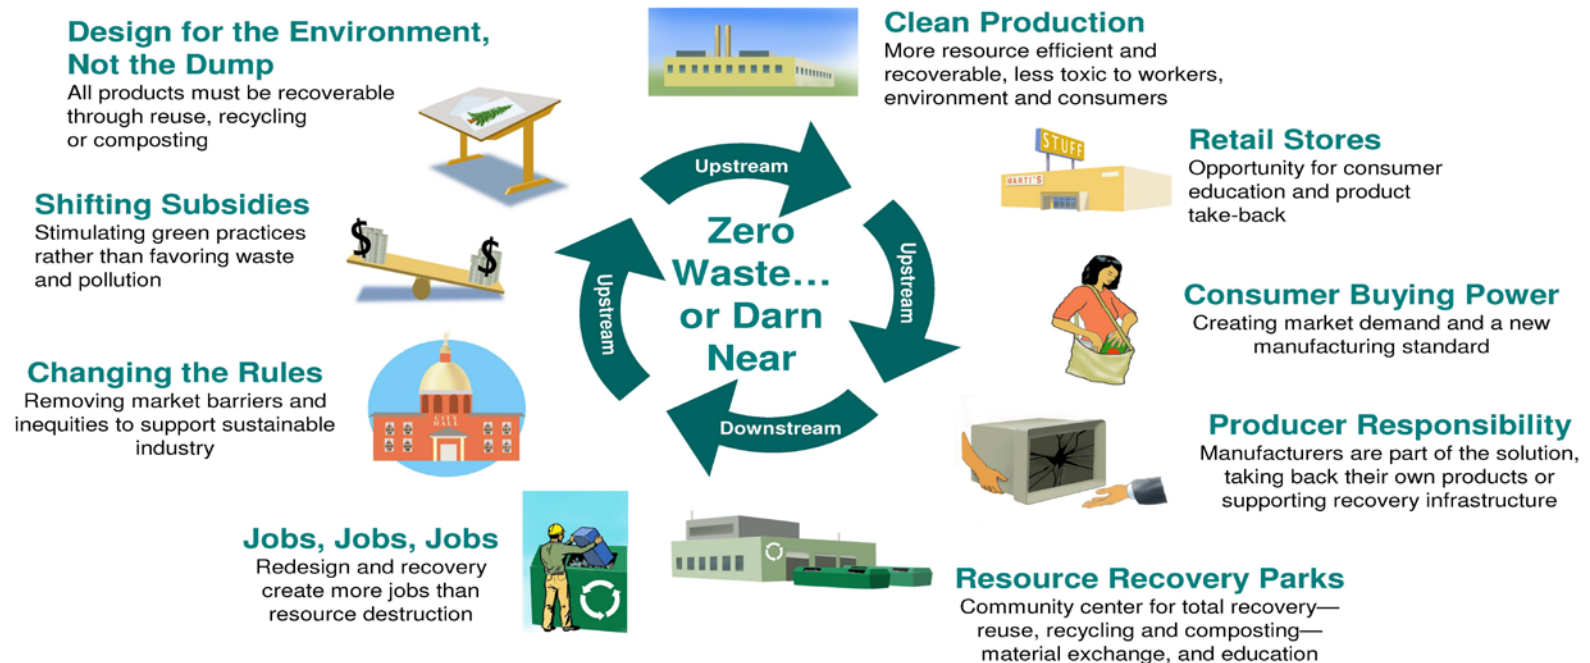 Design for the Environment,
Not the Dump
All products must be recoverable
through reuse, recycling
or composting
Clean Production
More resource efficient and
recoverable, less toxic to workers,
environment and consumers
STUFF
MARTI'S
Retail Stores
Opportunity for consumer
education and product
take-back
Shifting Subsidies
Stimulating green practices
rather than favoring waste
and pollution
$
$
Upstream
Upstream
Upstream
Downstream
Zero
Waste...
or Darn
Near
Consumer Buying Power
Creating market demand and a new
manufacturing standard
Changing the Rules
Removing market barriers and
inequities to support sustainable
industry
CITY
HALL
Producer Responsibility
Manufacturers are part of the solution,
taking back their own products or
supporting recovery infrastructure
Jobs, Jobs, Jobs
Redesign and recovery
create more jobs than
resource destruction
Resource Recovery Parks
Community center for total recovery—
reuse, recycling and composting—
material exchange, and education